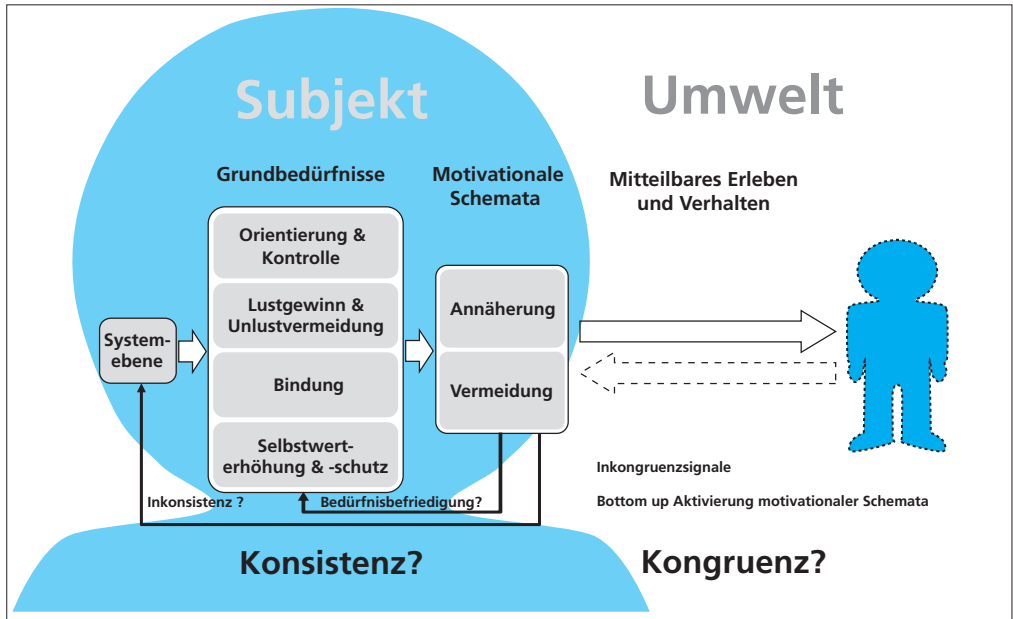 Subjekt
Umwelt
Grundbedürfnisse
Motivationale
Schemata
Mitteilbares Erleben
und Verhalten
System-
ebene
Orientierung &
Kontrolle
Lustgewinn &
Unlustvermeidung
Bindung
Selbstwert-
erhöhung & -schutz
Annäherung
Vermeidung
Inkonsistenz ?
Bedürfnisbefriedigung?
Inkongruenzsignale
Bottom up Aktivierung motivationaler Schemata
Konsistenz?
Kongruenz?